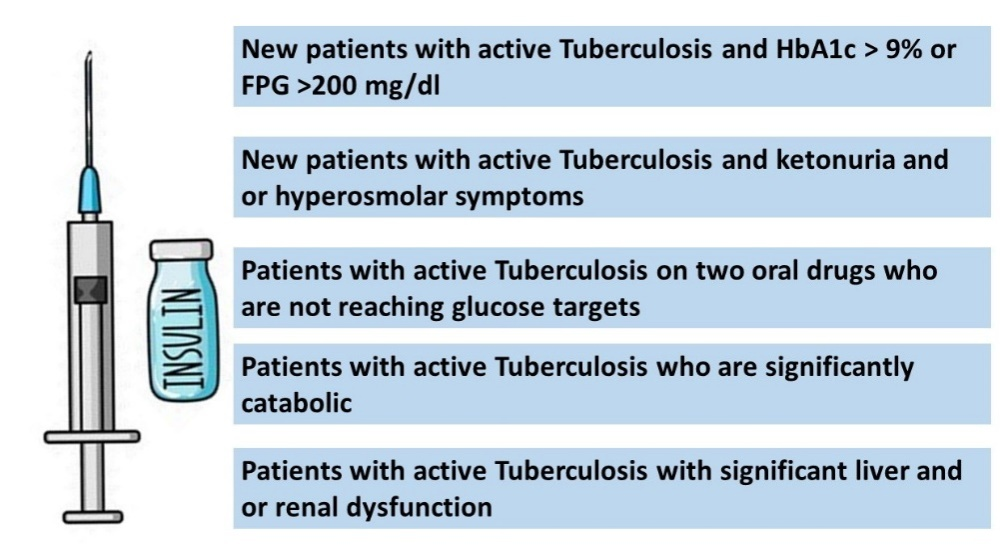 New patients with active Tuberculosis and HbA1c > 9% or
FPG >200 mg/dl
New patients with active Tuberculosis and ketonuria and
or hyperosmolar symptoms
INSULIN
Patients with active Tuberculosis on two oral drugs who
are not reaching glucose targets
Patients with active Tuberculosis who are significantly
catabolic
Patients with active Tuberculosis with significant liver and
or renal dysfunction